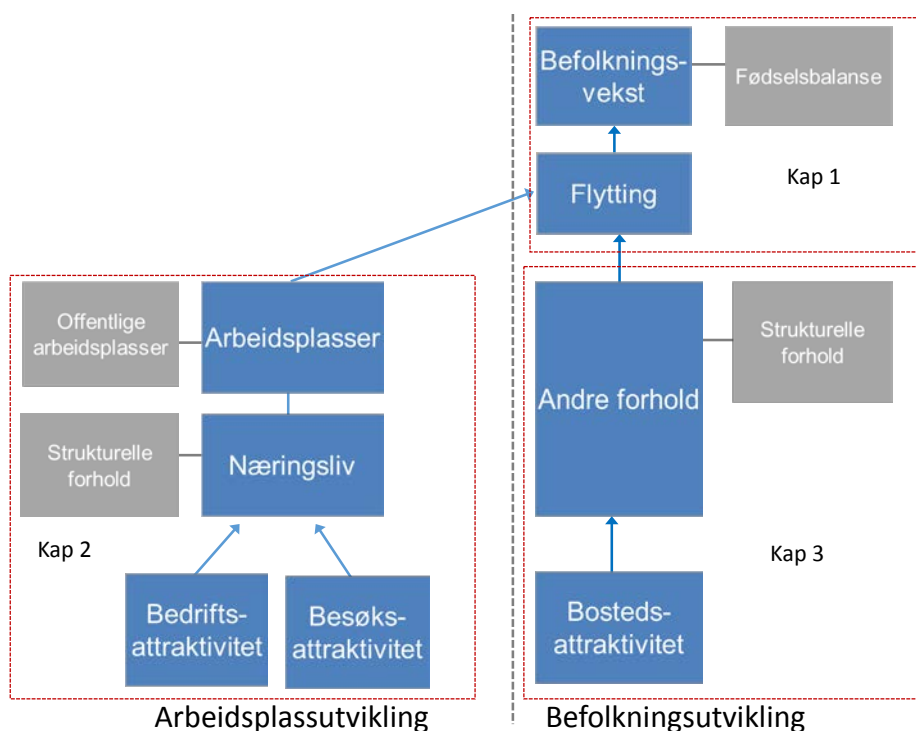 Befolknings-
vekst
Fødselsbalanse
Kap 1
Flytting
Offentlige
arbeidsplasser
Arbeidsplasser
Strukturelle
forhold
Næringsliv
Kap 2
Bedrifts-
attraktivitet
Besøks-
attraktivitet
Andre forhold
Strukturelle
forhold
Kap 3
Bosteds-
attraktivitet
Arbeidsplassutvikling
Befolkningsutvikling